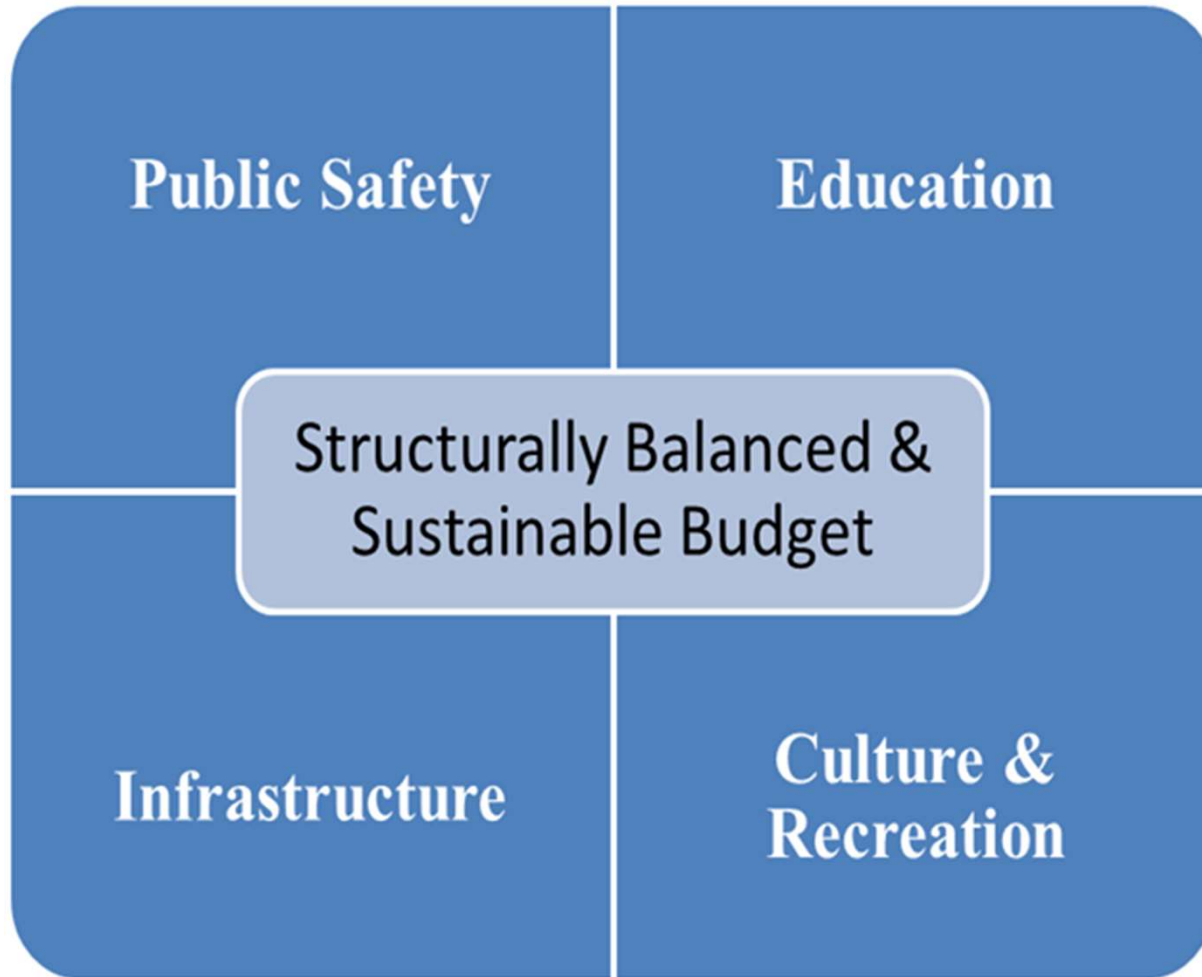 Public Safety
Education
Structurally Balanced &
Sustainable Budget
Infrastructure
Culture &
Recreation